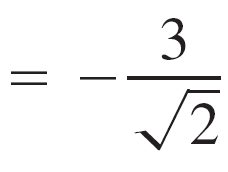 = −3/√2